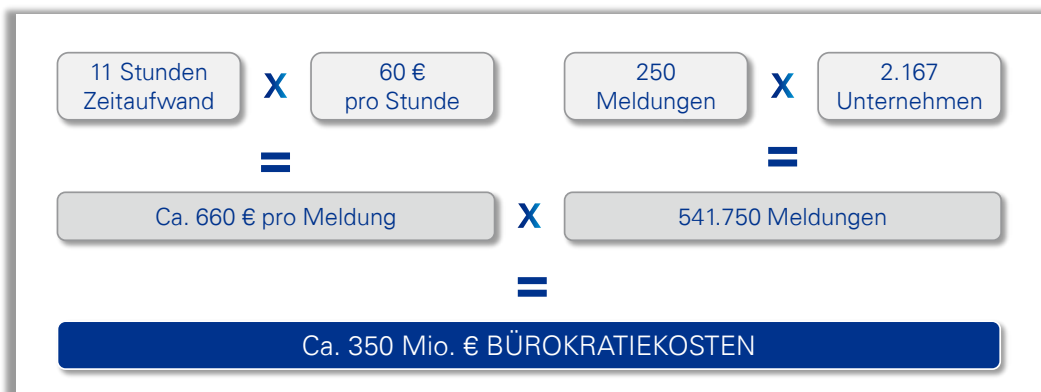 11 Stunden
Zeitaufwand
X
60 €
pro Stunde
250
Meldungen
X
2.167
Unternehmen
=
=
Ca. 660 € pro Meldung
X
541.750 Meldungen
=
Ca. 350 Mio. € BÜROKRATIEKOSTEN